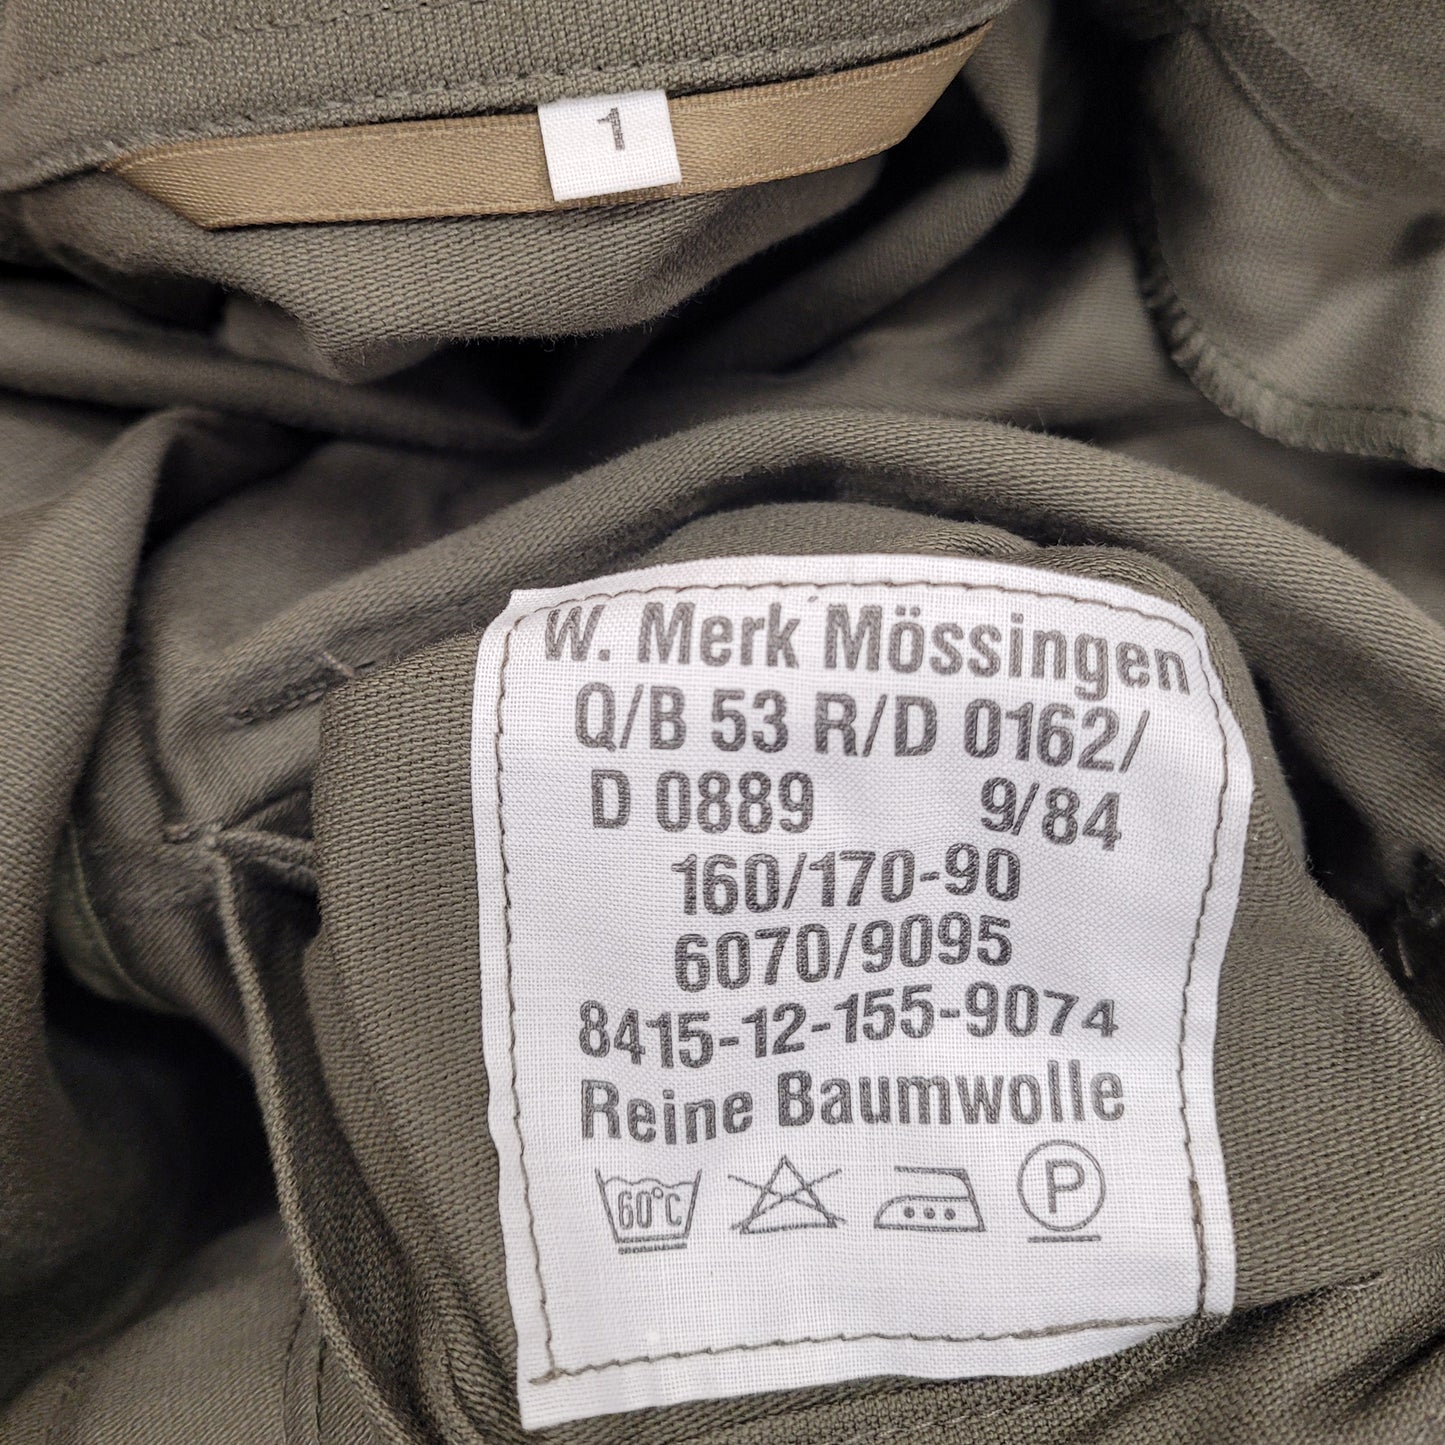 1
W. Merk Mössingen
Q/B 53 R/D 0162/
D 0889 9/84
160/170-90
6070/9095
8415-12-155-9074
Reine Baumwolle
60°C P